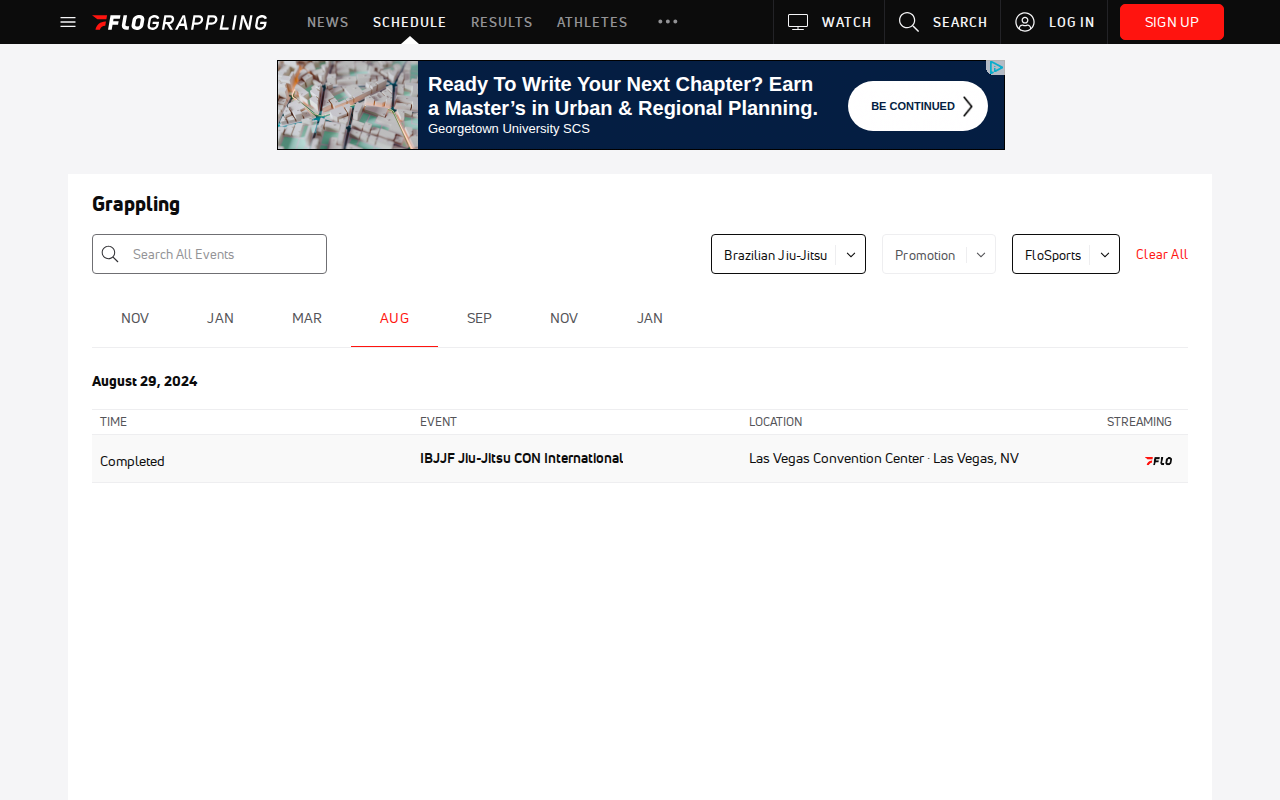 FLOGRAPPLING NEWS SCHEDULE RESULTS ATHLETES WATCH SEARCH LOG IN SIGN UP
Ready To Write Your Next Chapter? Earn
a Master’s in Urban & Regional Planning.
Georgetown University SCS
BE CONTINUED
Grappling
Search All Events Brazilian Jiu-Jitsu Promotion FloSports Clear All
NOV JAN MAR AUG SEP NOV JAN
August 29, 2024
TIME EVENT LOCATION STREAMING
Completed IBJJF Jiu-Jitsu CON International Las Vegas Convention Center · Las Vegas, NV FLO